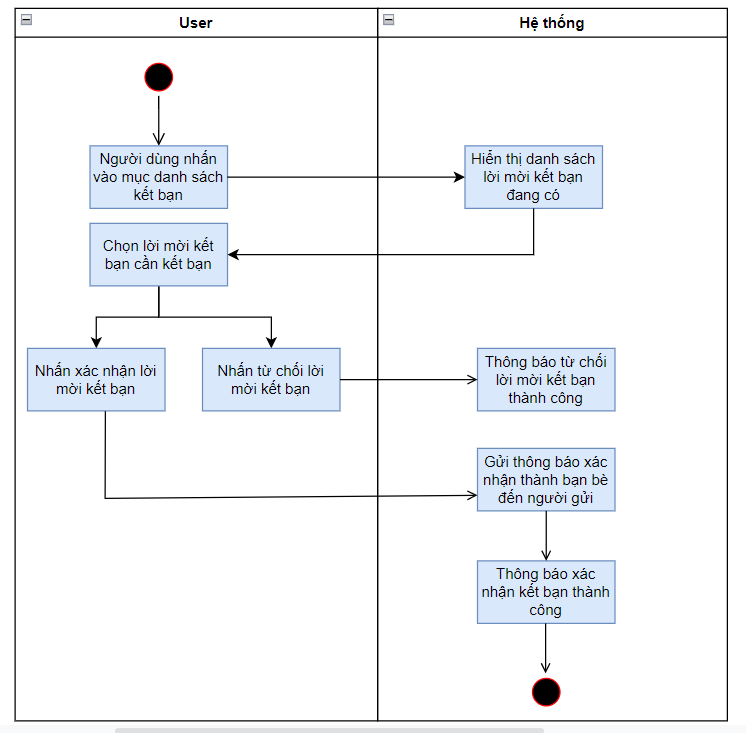 User
Hệ thống
Người dùng nhấn
vào mục danh sách
kết bạn
Hiển thị danh sách
lời mời kết bạn
đang có
Chọn lời mời kết
bạn cần kết bạn
Nhấn xác nhận lời
mời kết bạn
Nhấn từ chối lời
mời kết bạn
Thông báo từ chối
lời mời kết bạn
thành công
Gửi thông báo xác
nhận thành bạn bè
đến người gửi
Thông báo xác
nhận kết bạn thành
công